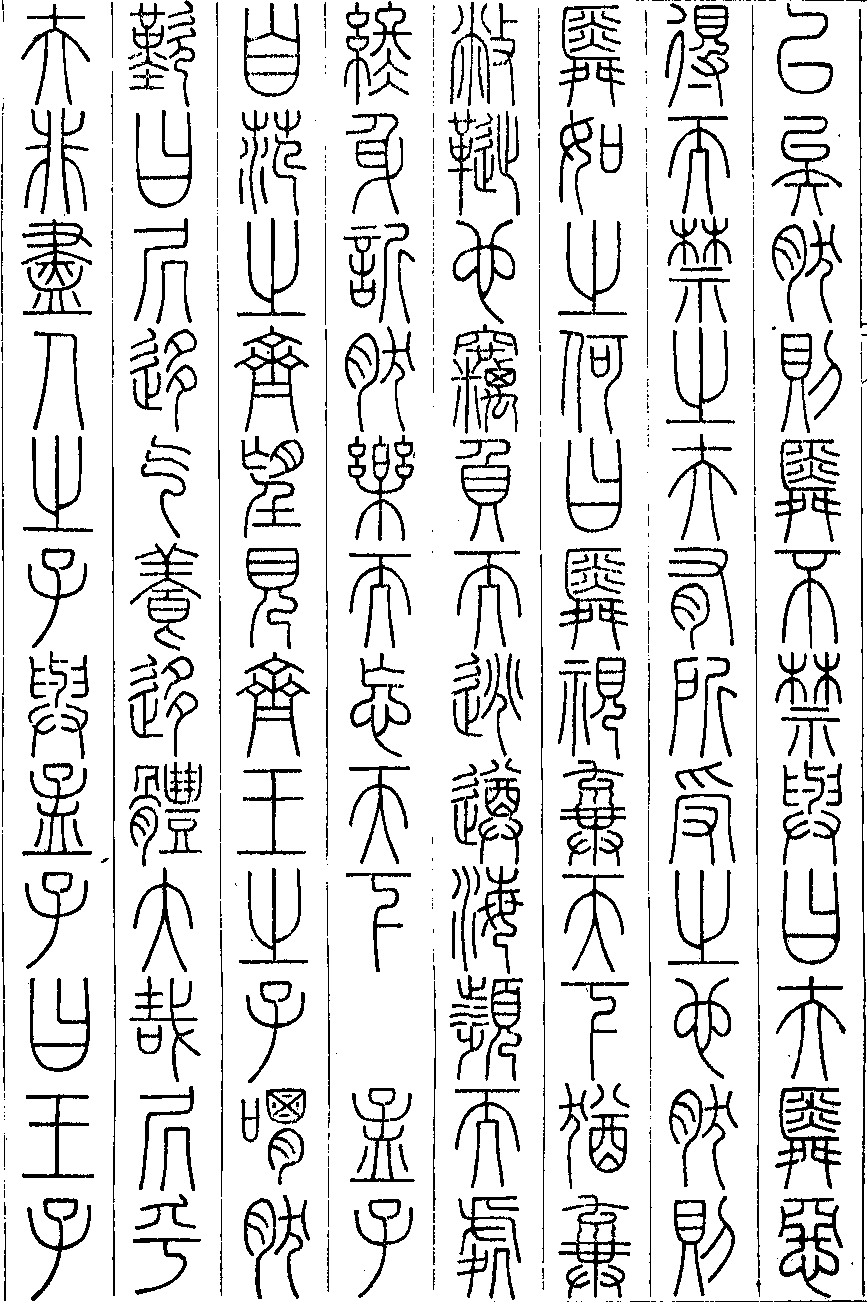 已矣然則舜不禁與曰夫舜惡
得而禁之夫有所受之也然則
舜如之何曰舜視棄天下猶棄
敝蹝也竊負而逃遵海瀕而處
終身訢然樂而忘天下　孟子
自范之齊望見齊王之子喟然
歎曰居移气養移體大哉居乎
夫非盡人之子與孟子曰王子